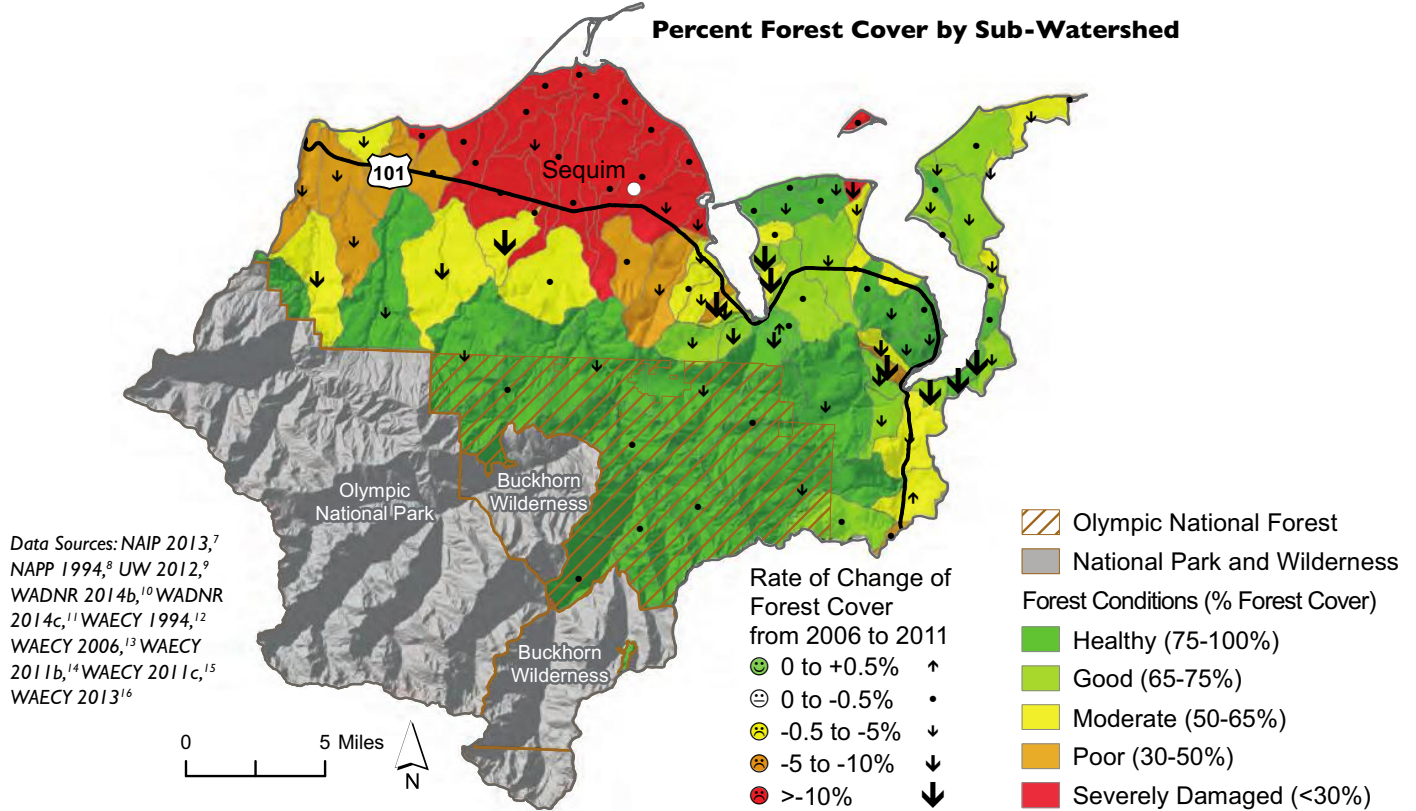 Percent Forest Cover by Sub-Watershed
101
Sequim
Olympic
National Park
Buckhorn
Wilderness
Buckhorn
Wilderness
Data Sources: NAIP 2013,7
NAPP 1994,8 UW 2012,9
WADNR 2014b,10 WADNR
2014c,11 WAECY 1994,12
WAECY 2006,13 WAECY
2011b,14 WAECY 2011c,15
WAECY 201316
0 5 Miles
N
Rate of Change of
Forest Cover
from 2006 to 2011
0 to +0.5%
0 to -0.5%
-0.5 to -5%
-5 to -10%
>-10%
Olympic National Forest
National Park and Wilderness
Forest Conditions (% Forest Cover)
Healthy (75-100%)
Good (65-75%)
Moderate (50-65%)
Poor (30-50%)
Severely Damaged (<30%)